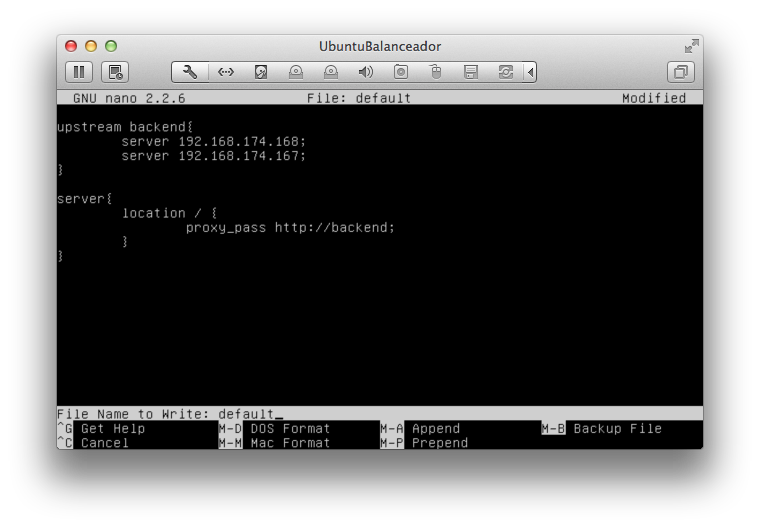 UbuntuBalanceador
GNU nano 2.2.6 File: default Modified
upstream backend{
server 192.168.174.168;
server 192.168.174.167;
}
server{
location / {
proxy_pass http://backend;
}
}
File Name to Write: default_
^G Get Help M-D DOS Format M-A Append M-B Backup File
^C Cancel M-M Mac Format M-P Prepend